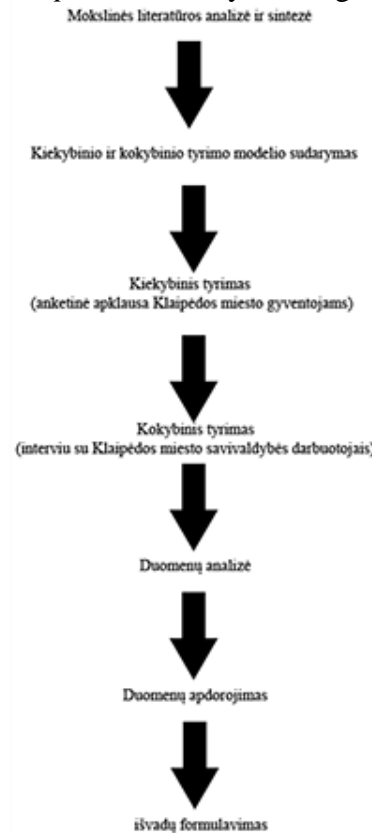 Mokslinės literatūros analizė ir sintezė
Kiekybinio ir kokybinio tyrimo modelio sudarymas
Kiekybinis tyrimas
(anketinė apklausa Klaipėdos miesto gyventojams)
Kokybinis tyrimas
(interviu su Klaipėdos miesto savivaldybės darbuotojais)
Duomenų analizė
Duomenų apdorojimas
išvadų formulavimas